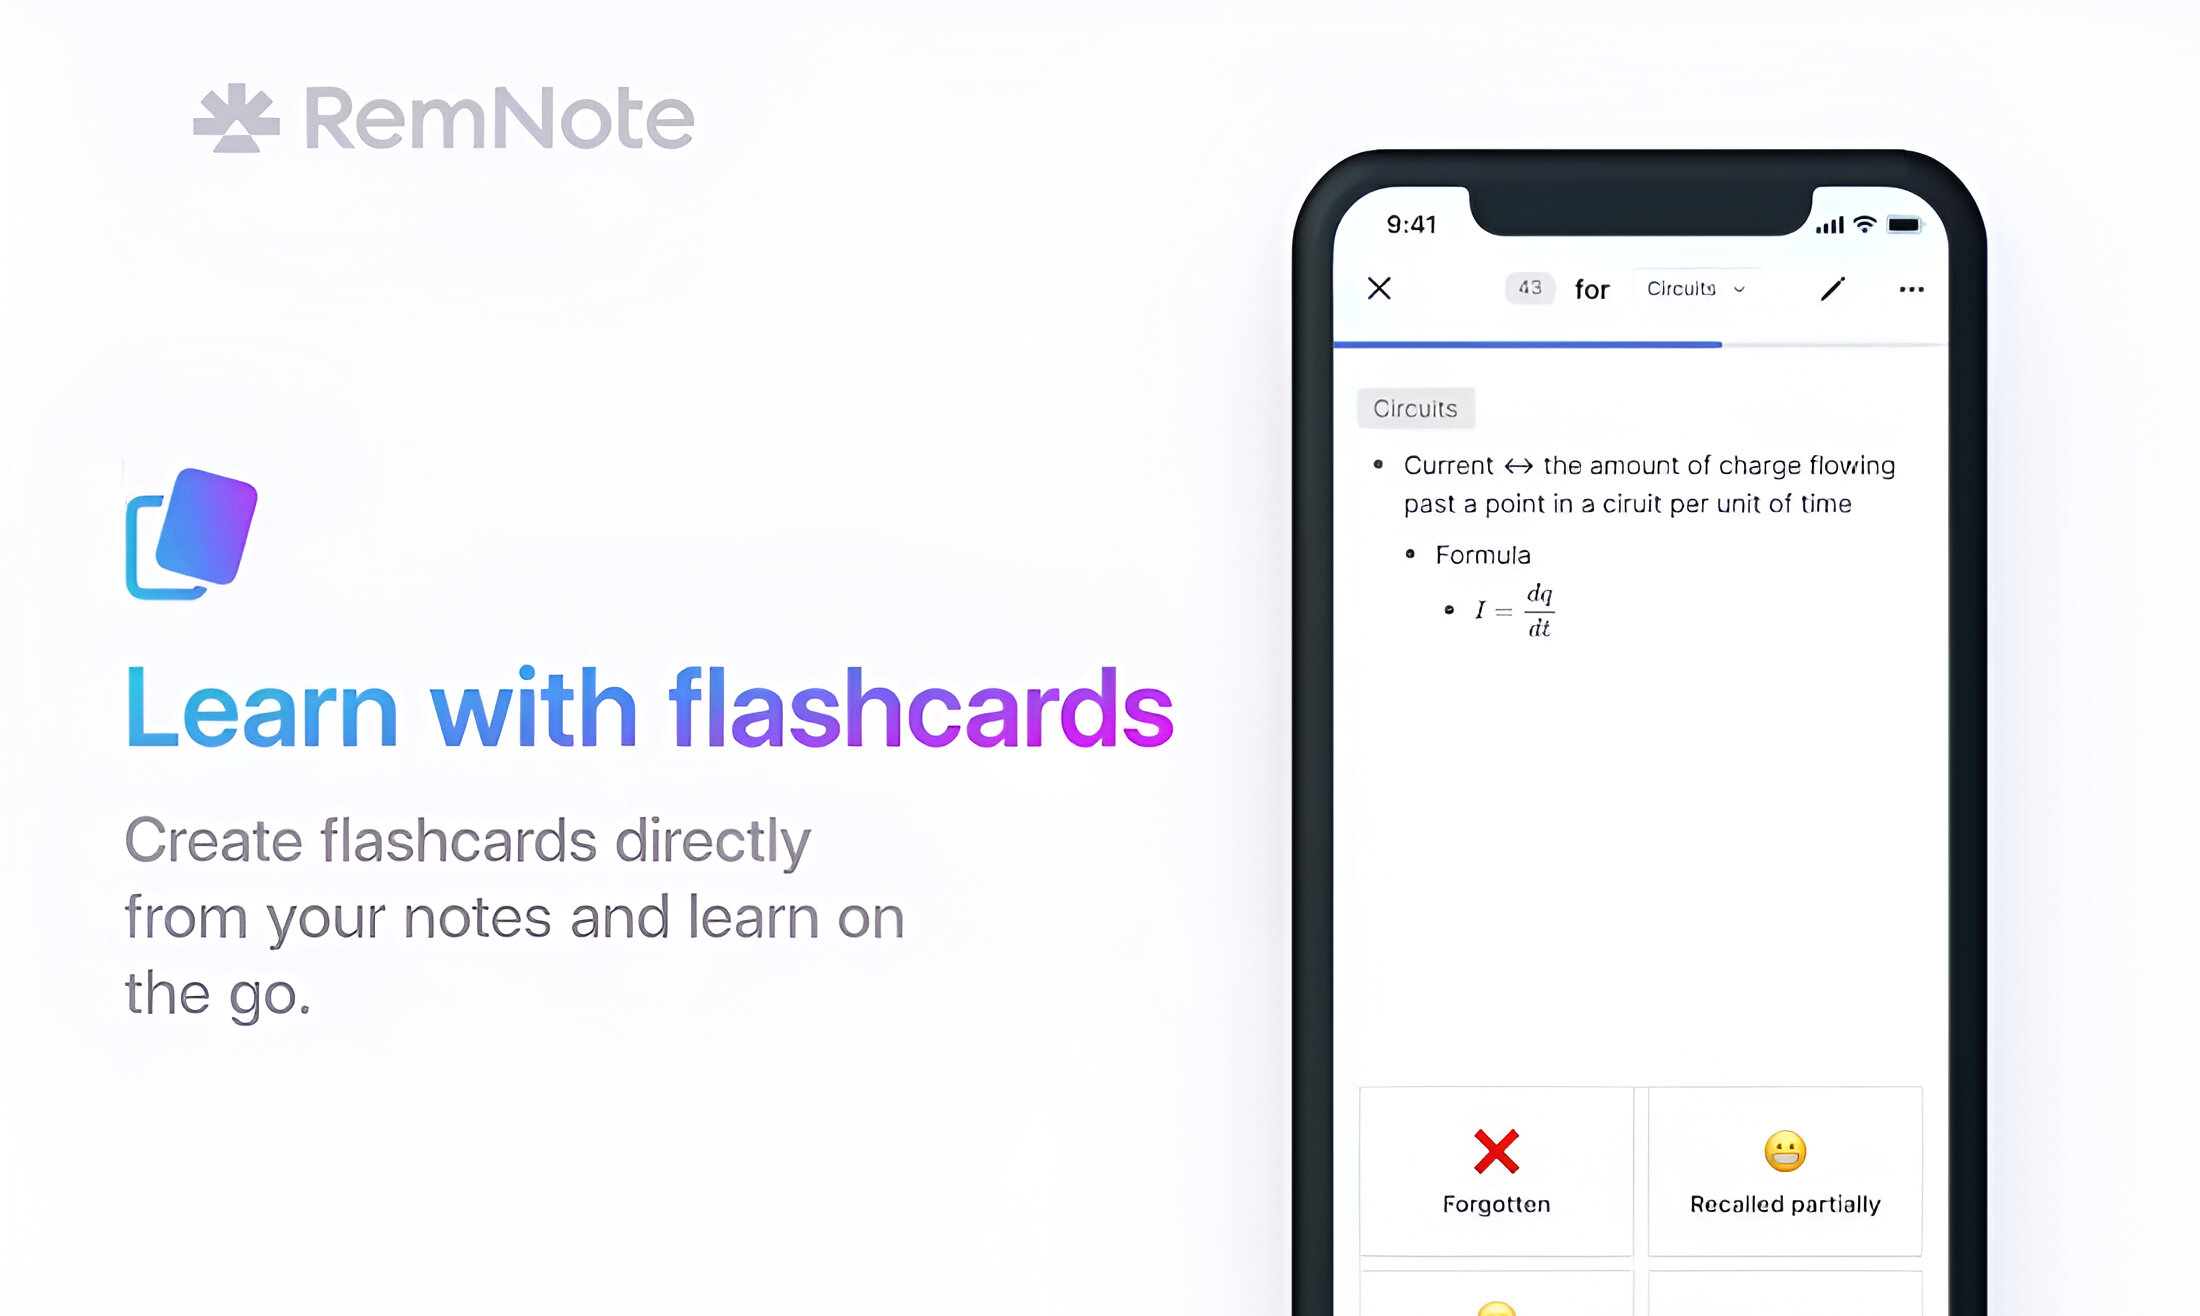 RemNote
Learn with flashcards
Create flashcards directly
from your notes and learn on
the go.
9:41
43 for Circuits
Circuits
• Current ↔ the amount of charge flowing
past a point in a ciruit per unit of time
• Formula
• I = dq/dt
Forgotten
Recalled partially